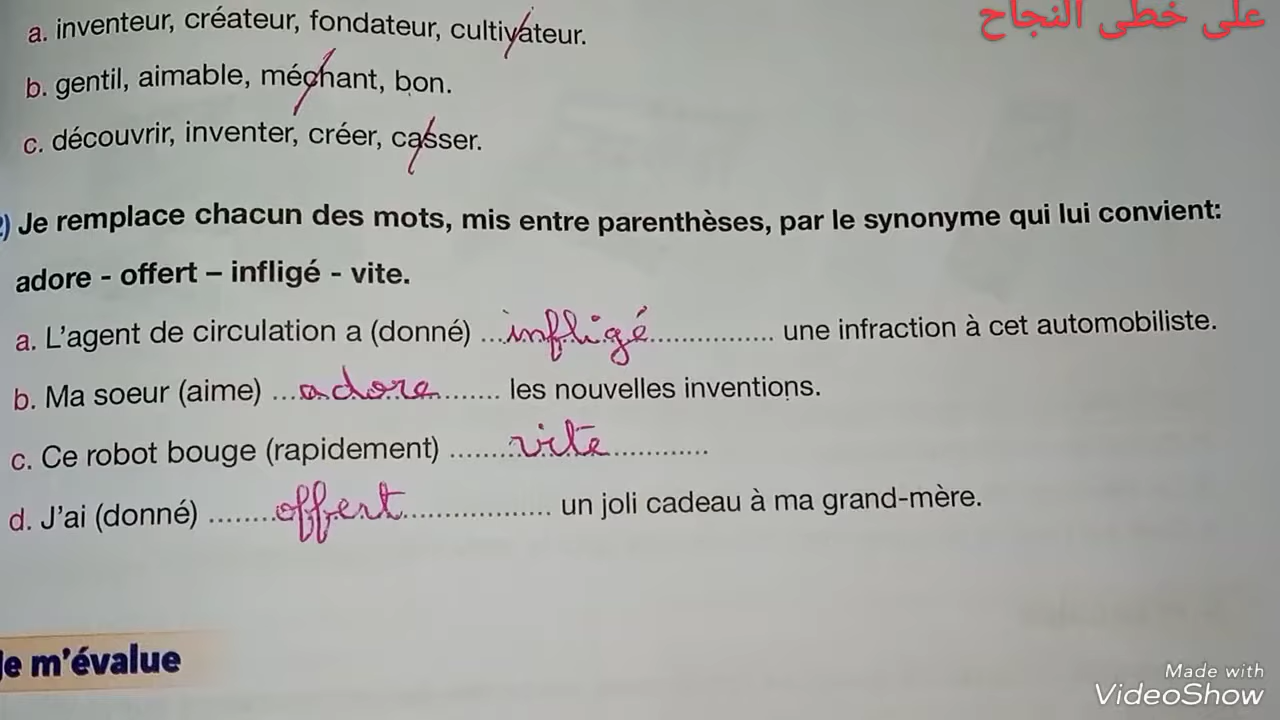 على خطى النجاح
a. inventeur, créateur, fondateur, cultivateur.
b. gentil, aimable, méchant, bon.
c. découvrir, inventer, créer, casser.
2) Je remplace chacun des mots, mis entre parenthèses, par le synonyme qui lui convient:
adore - offert – infligé - vite.
a. L'agent de circulation a (donné) ...infligé................ une infraction à cet automobiliste.
b. Ma soeur (aime) ...adore........ les nouvelles inventions.
c. Ce robot bouge (rapidement) ........vite.............
d. J'ai (donné) ........offert................... un joli cadeau à ma grand-mère.
Je m'évalue
Made with
VideoShow